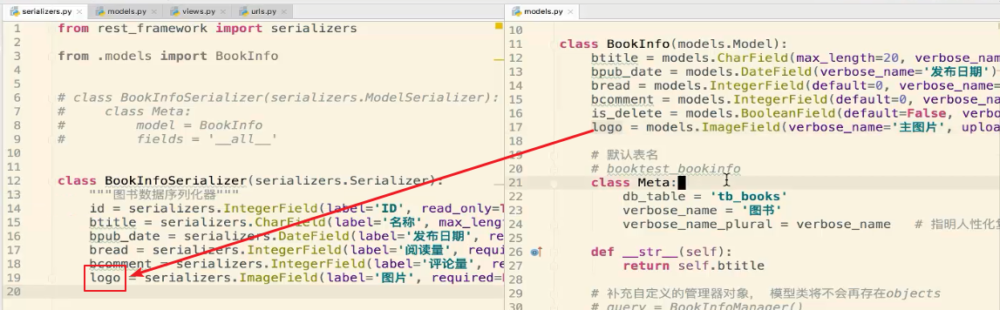 serializers.py
models.py
views.py
urls.py
1 from rest_framework import serializers
2
3 from .models import BookInfo
4
5
6 # class BookInfoSerializer(serializers.ModelSerializer):
7 #     class Meta:
8 #         model = BookInfo
9 #         fields = '__all__'
10
11
12 class BookInfoSerializer(serializers.Serializer):
13     """图书数据序列化器"""
14     id = serializers.IntegerField(label='ID', read_only=T
15     btitle = serializers.CharField(label='名称', max_lengt
16     bpub_date = serializers.DateField(label='发布日期', re
17     bread = serializers.IntegerField(label='阅读量', requi
18     bcomment = serializers.IntegerField(label='评论量', re
19     logo = serializers.ImageField(label='图片', required=
20
models.py
10
11 class BookInfo(models.Model):
12     btitle = models.CharField(max_length=20, verbose_nam
13     bpub_date = models.DateField(verbose_name='发布日期')
14     bread = models.IntegerField(default=0, verbose_name=
15     bcomment = models.IntegerField(default=0, verbose_na
16     is_delete = models.BooleanField(default=False, verbo
17     logo = models.ImageField(verbose_name='主图片', uploa
18
19     # 默认表名
20     # booktest_bookinfo
21     class Meta:
22         db_table = 'tb_books'
23         verbose_name = '图书'
24         verbose_name_plural = verbose_name   # 指明人性化
25
26     def __str__(self):
27         return self.btitle
28
29     # 补充自定义的管理器对象， 模型类将不会再存在objects
30     # query = BookInfoManager()